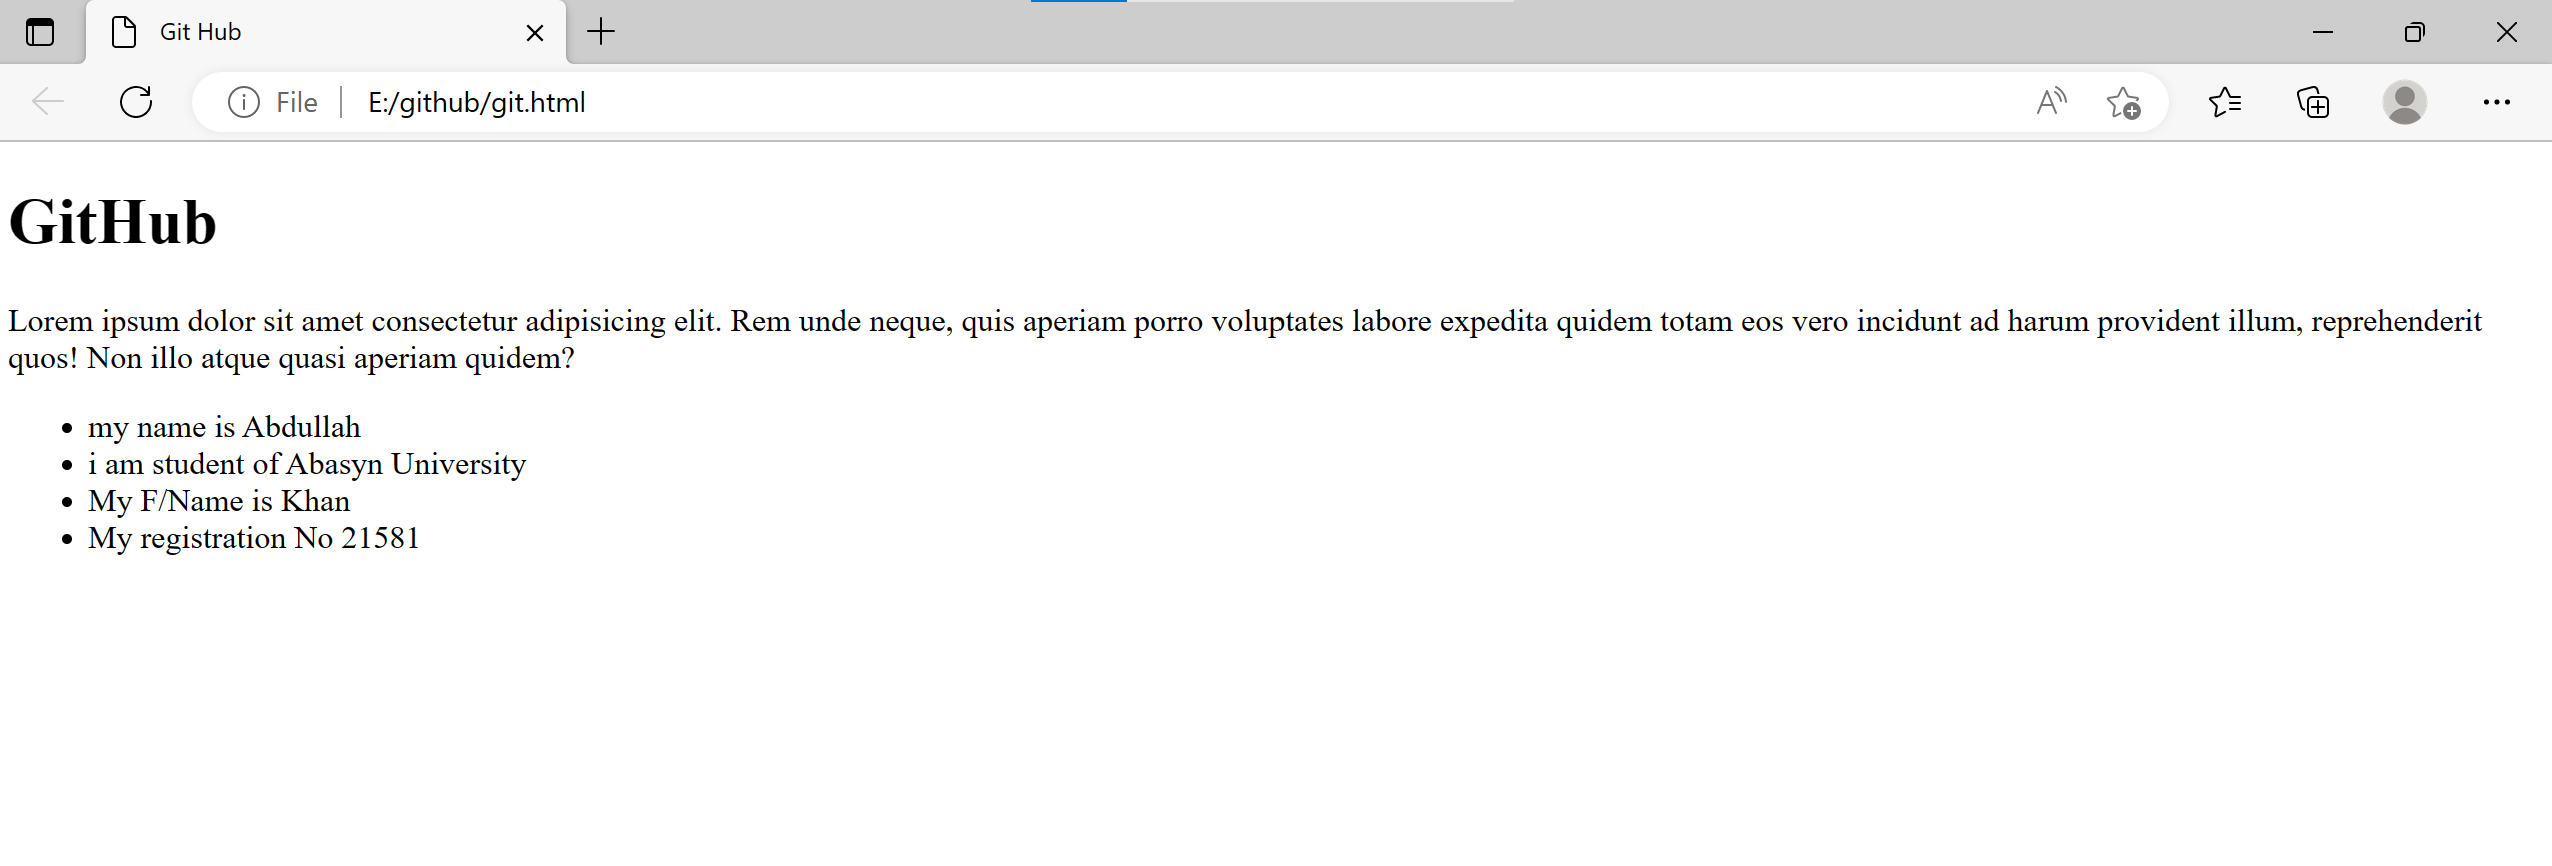 Git Hub
File
E:/github/git.html
GitHub
Lorem ipsum dolor sit amet consectetur adipisicing elit. Rem unde neque, quis aperiam porro voluptates labore expedita quidem totam eos vero incidunt ad harum provident illum, reprehenderit
quos! Non illo atque quasi aperiam quidem?
my name is Abdullah
i am student of Abasyn University
My F/Name is Khan
My registration No 21581